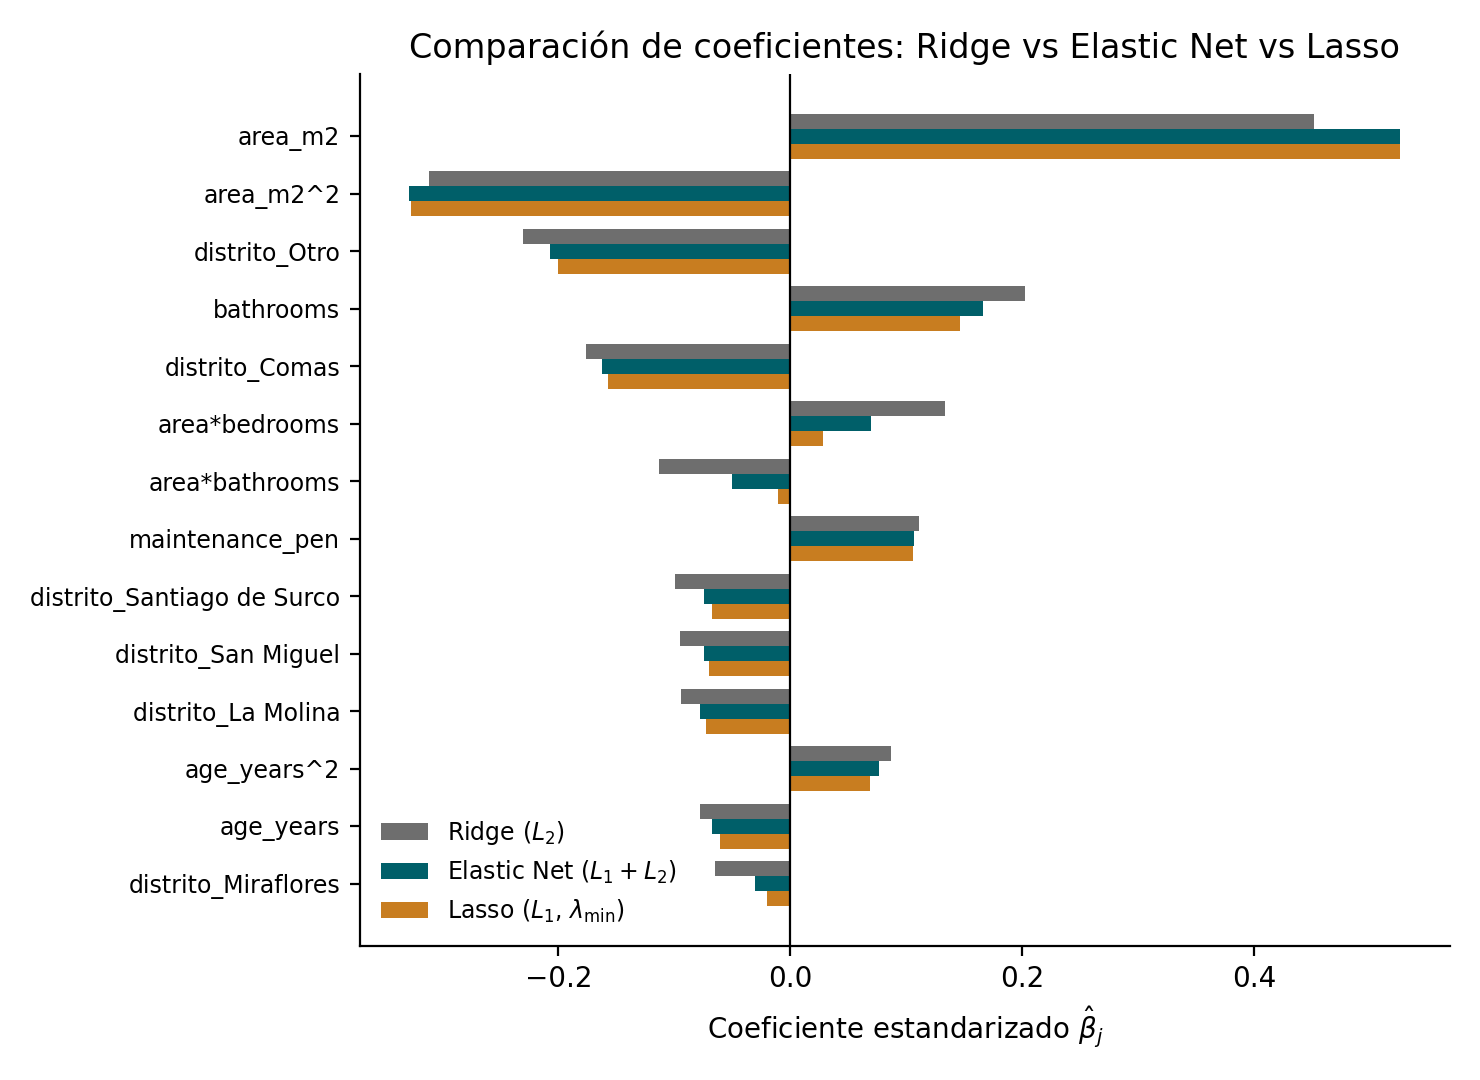 Comparación de coeficientes: Ridge vs Elastic Net vs Lasso
area_m2
area_m2^2
distrito_Otro
bathrooms
distrito_Comas
area*bedrooms
area*bathrooms
maintenance_pen
distrito_Santiago de Surco
distrito_San Miguel
distrito_La Molina
age_years^2
age_years
distrito_Miraflores
Ridge (L₂)
Elastic Net (L₁ + L₂)
Lasso (L₁, λ_min)
−0.2 0.0 0.2 0.4
Coeficiente estandarizado β̂ⱼ